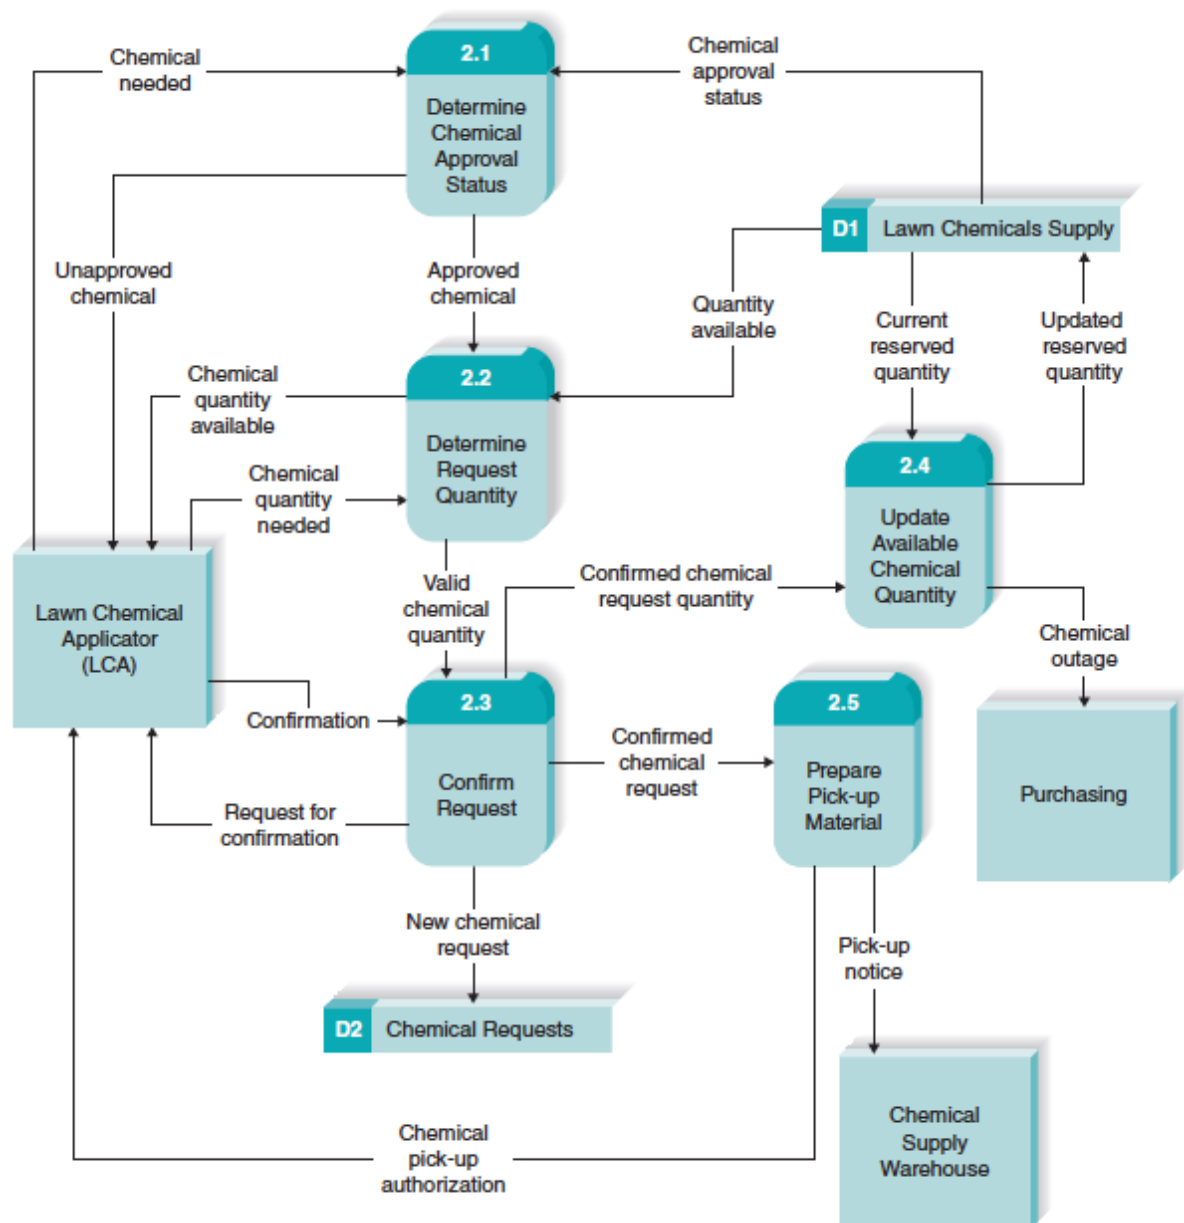 Chemical
needed
2.1
Determine
Chemical
Approval
Status
Chemical
approval
status
D1
Lawn Chemicals Supply
Unapproved
chemical
Approved
chemical
Quantity
available
Current
reserved
quantity
Updated
reserved
quantity
Chemical
quantity
available
2.2
Determine
Request
Quantity
Chemical
quantity
needed
2.4
Update
Available
Chemical
Quantity
Lawn Chemical
Applicator
(LCA)
Valid
chemical
quantity
Confirmed chemical
request quantity
Chemical
outage
Confirmation
2.3
Confirm
Request
Confirmed
chemical
request
2.5
Prepare
Pick-up
Material
Purchasing
Request for
confirmation
New chemical
request
Pick-up
notice
D2
Chemical Requests
Chemical
pick-up
authorization
Chemical
Supply
Warehouse